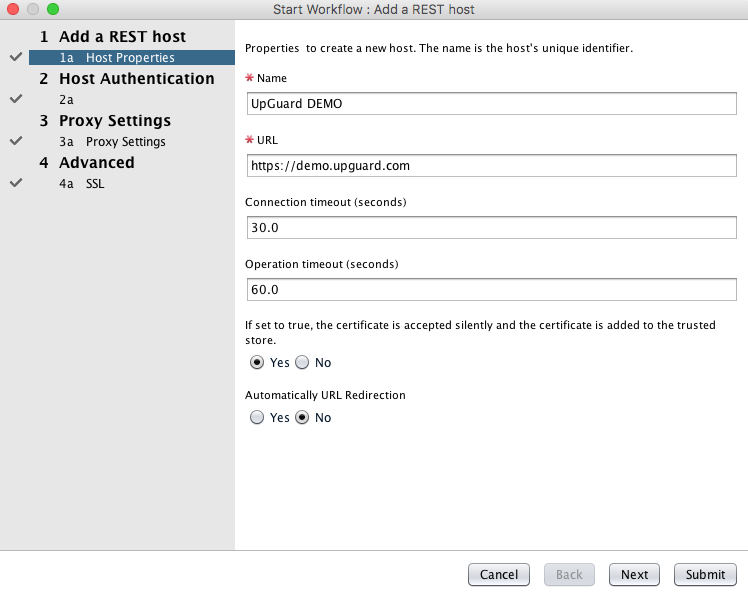 Start Workflow : Add a REST host
1 Add a REST host
1a Host Properties
2 Host Authentication
2a
3 Proxy Settings
3a Proxy Settings
4 Advanced
4a SSL
Properties to create a new host. The name is the host's unique identifier.
* Name
UpGuard DEMO
* URL
https://demo.upguard.com
Connection timeout (seconds)
30.0
Operation timeout (seconds)
60.0
If set to true, the certificate is accepted silently and the certificate is added to the trusted
store.
Yes No
Automatically URL Redirection
Yes No
Cancel Back Next Submit